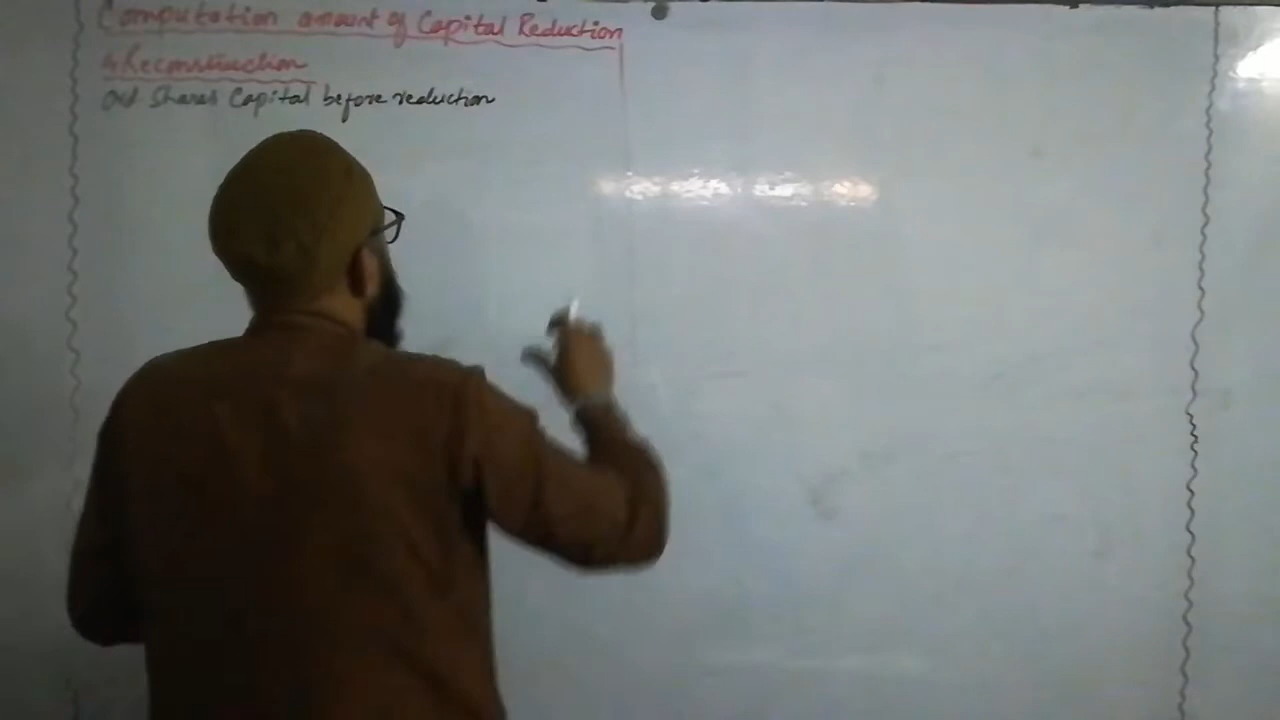 Computation amount of Capital Reduction
& Reconstruction
Old Shares Capital before reduction